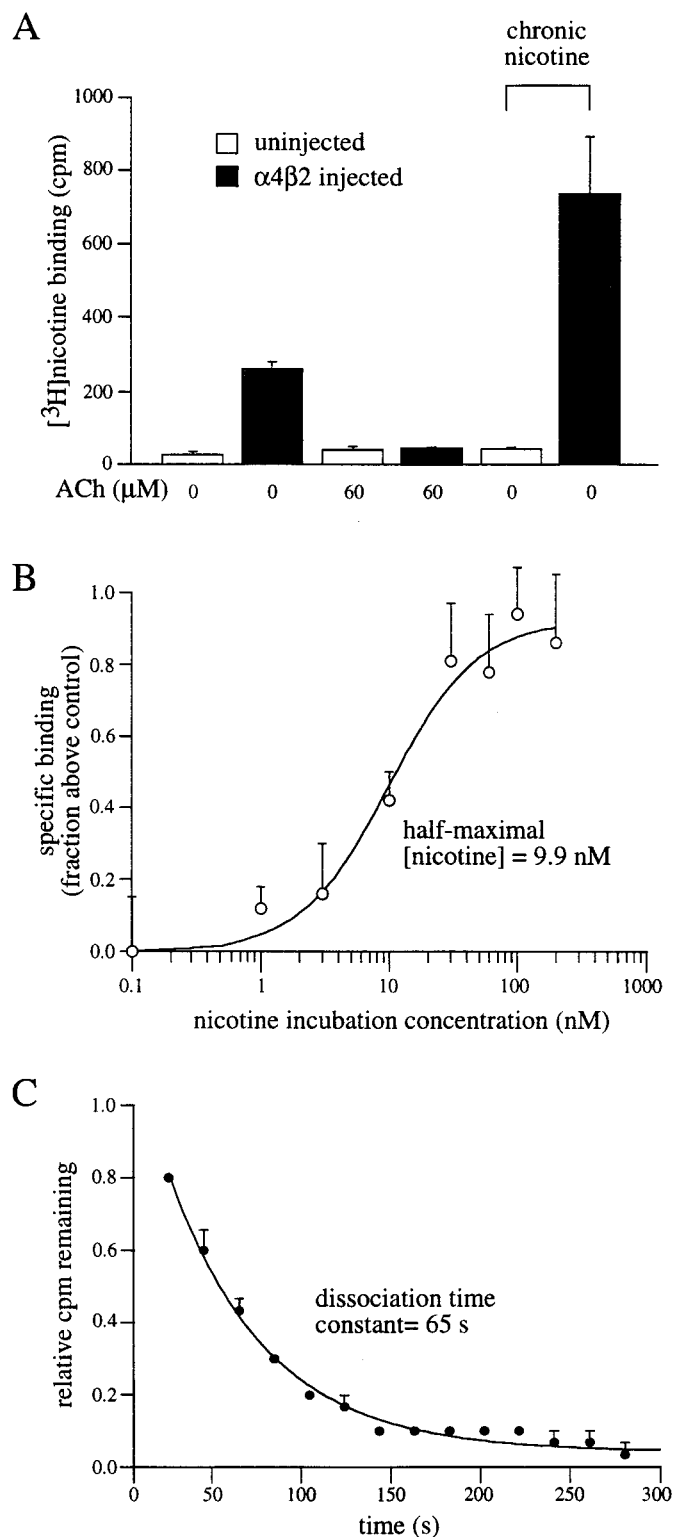 A
chronic
nicotine
1000
800
600
400
200
0
[³H]nicotine binding (cpm)
uninjected
α4β2 injected
ACh (μM) 0 0 60 60 0 0
B
1.0
0.8
0.6
0.4
0.2
0.0
specific binding
(fraction above control)
half-maximal
[nicotine] = 9.9 nM
0.1 1 10 100 1000
nicotine incubation concentration (nM)
C
1.0
0.8
0.6
0.4
0.2
0.0
relative cpm remaining
dissociation time
constant= 65 s
0 50 100 150 200 250 300
time (s)